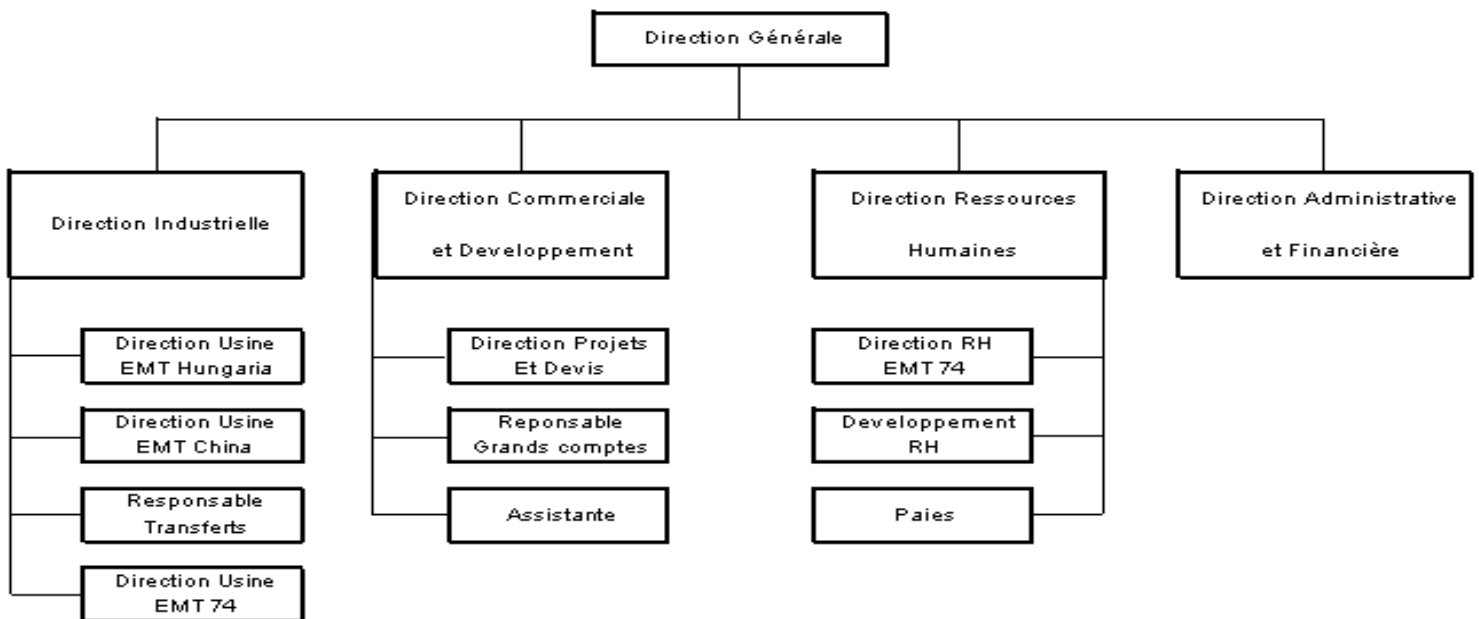 Direction Générale
Direction Industrielle
Direction Commerciale
et Developpement
Direction Ressources
Humaines
Direction Administrative
et Financière
Direction Usine
EMT Hungaria
Direction Usine
EMT China
Responsable
Transferts
Direction Usine
EMT 74
Direction Projets
Et Devis
Reponsable
Grands comptes
Assistante
Direction RH
EMT 74
Developpement
RH
Paies